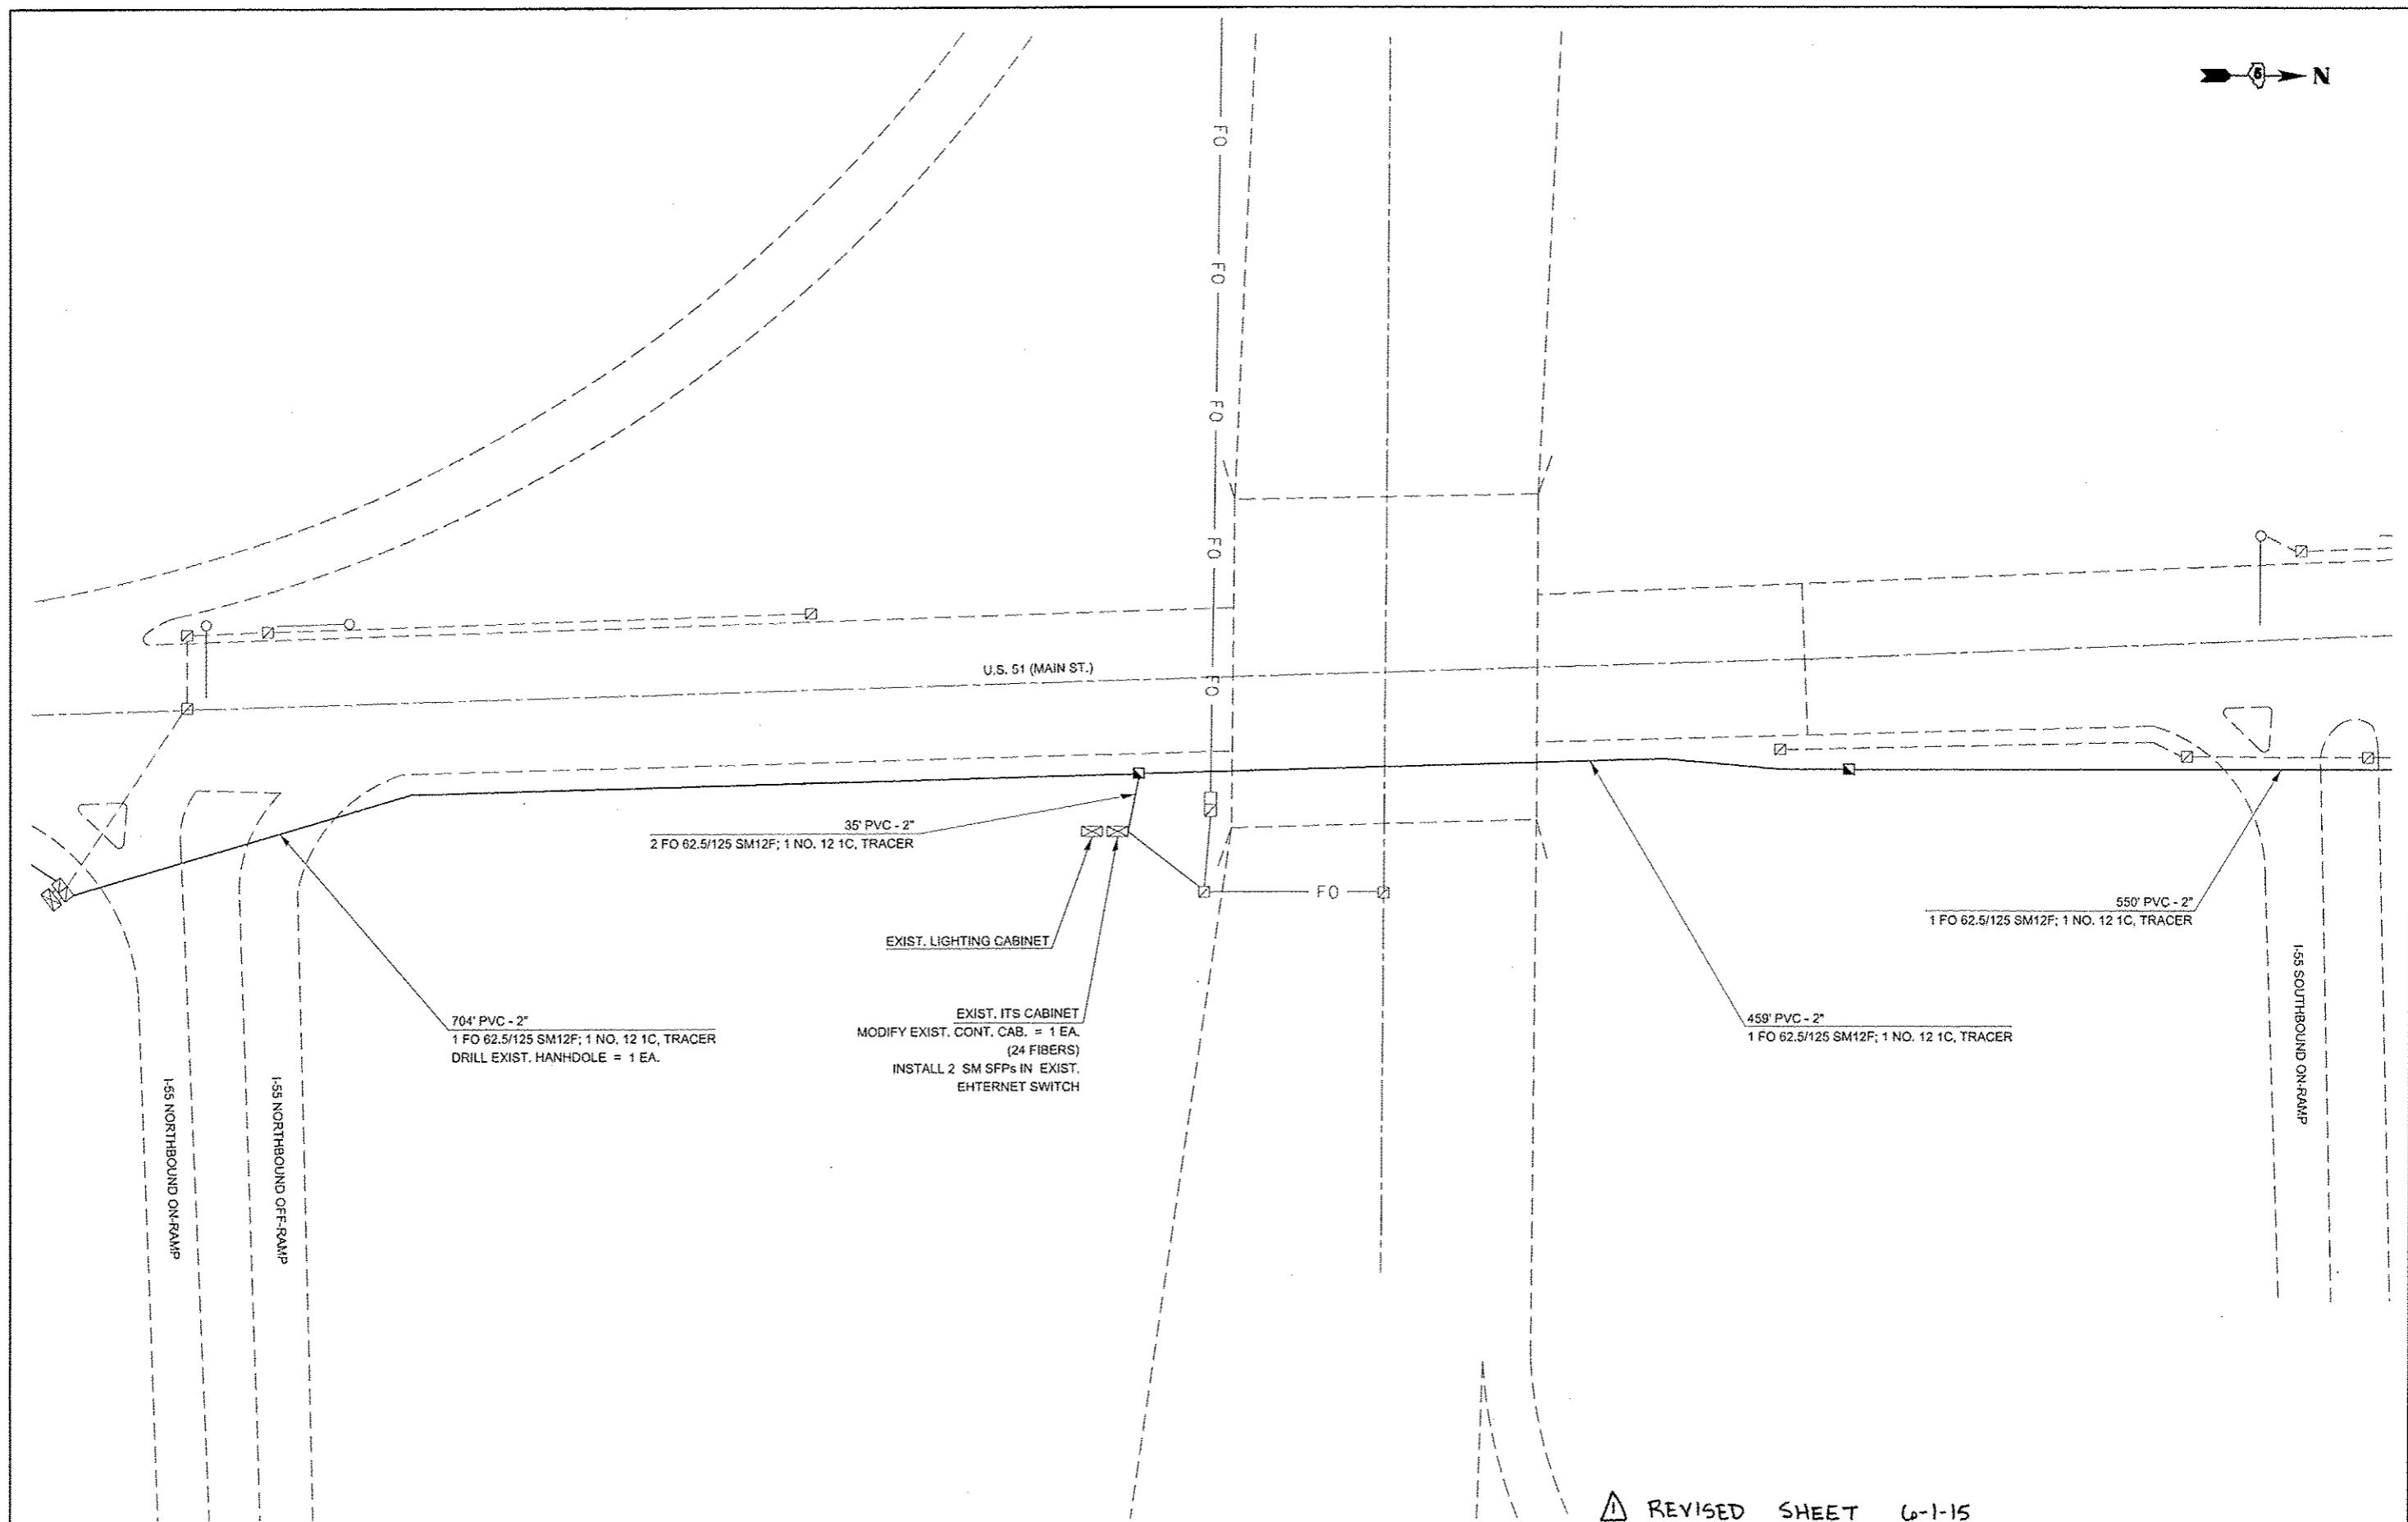 5 N
FO
FO
FO
FO
FO
U.S. 51 (MAIN ST.)
35' PVC - 2"
2 FO 62.5/125 SM12F; 1 NO. 12 1C, TRACER
FO
EXIST. LIGHTING CABINET
550' PVC - 2"
1 FO 62.5/125 SM12F; 1 NO. 12 1C, TRACER
704' PVC - 2"
1 FO 62.5/125 SM12F; 1 NO. 12 1C, TRACER
DRILL EXIST. HANHDOLE = 1 EA.
EXIST. ITS CABINET
MODIFY EXIST. CONT. CAB. = 1 EA.
(24 FIBERS)
INSTALL 2 SM SFPs IN EXIST.
EHTERNET SWITCH
459' PVC - 2"
1 FO 62.5/125 SM12F; 1 NO. 12 1C, TRACER
I-55 NORTHBOUND ON-RAMP
I-55 NORTHBOUND OFF-RAMP
I-55 SOUTHBOUND ON-RAMP
1 REVISED SHEET 6-1-15